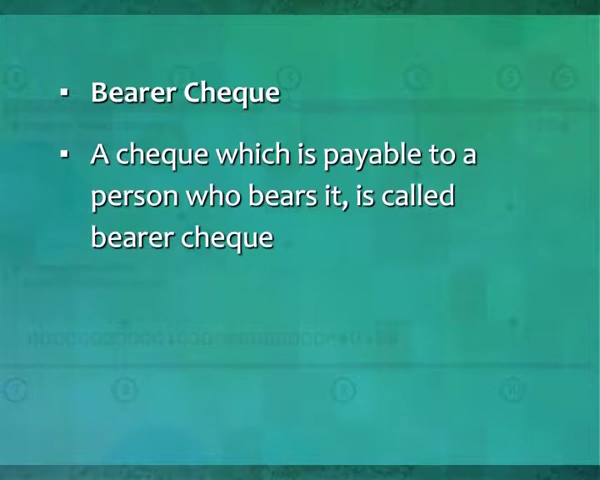 ▪ Bearer Cheque
▪ A cheque which is payable to a
person who bears it, is called
bearer cheque